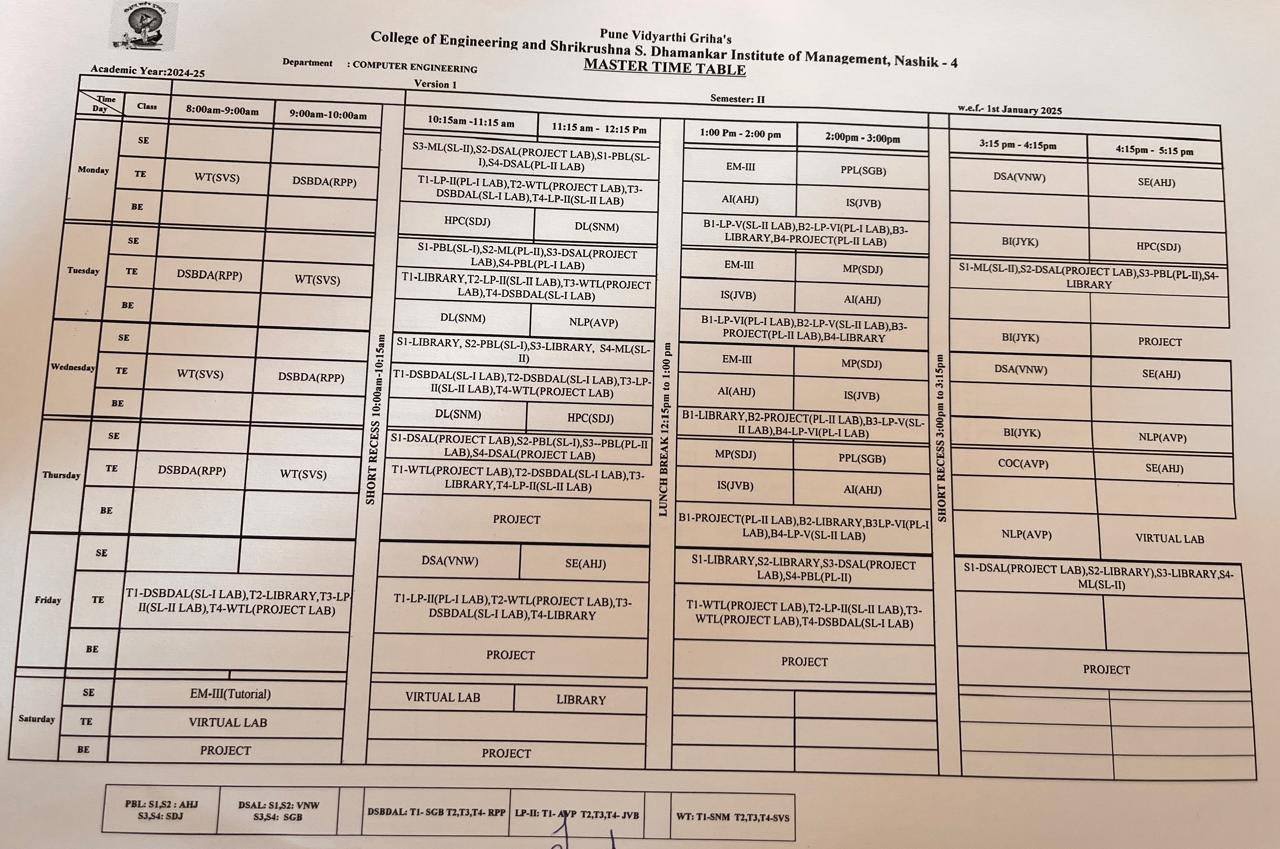 Pune Vidyarthi Griha's
College of Engineering and Shrikrushna S. Dhamankar Institute of Management, Nashik - 4
MASTER TIME TABLE
Academic Year:2024-25
Department : COMPUTER ENGINEERING
Version 1
Semester: II
w.e.f.- 1st January 2025
Time
Day
Class
8:00am-9:00am
9:00am-10:00am
10:15am -11:15 am
11:15 am - 12:15 Pm
1:00 Pm - 2:00 pm
2:00pm - 3:00pm
3:15 pm - 4:15pm
4:15pm - 5:15 pm
SHORT RECESS 10:00am-10:15am
LUNCH BREAK 12:15pm to 1:00 pm
SHORT RECESS 3:00pm to 3:15pm
Monday
SE
S3-ML(SL-II),S2-DSAL(PROJECT LAB),S1-PBL(SL-
I),S4-DSAL(PL-II LAB)
EM-III
PPL(SGB)
DSA(VNW)
SE(AHJ)
TE
WT(SVS)
DSBDA(RPP)
T1-LP-II(PL-I LAB),T2-WTL(PROJECT LAB),T3-
DSBDAL(SL-I LAB),T4-LP-II(SL-II LAB)
AI(AHJ)
IS(JVB)
BE
HPC(SDJ)
DL(SNM)
B1-LP-V(SL-II LAB),B2-LP-VI(PL-I LAB),B3-
LIBRARY,B4-PROJECT(PL-II LAB)
BI(JYK)
HPC(SDJ)
Tuesday
SE
S1-PBL(SL-I),S2-ML(PL-II),S3-DSAL(PROJECT
LAB),S4-PBL(PL-I LAB)
EM-III
MP(SDJ)
S1-ML(SL-II),S2-DSAL(PROJECT LAB),S3-PBL(PL-II),S4-
LIBRARY
TE
DSBDA(RPP)
WT(SVS)
T1-LIBRARY,T2-LP-II(SL-II LAB),T3-WTL(PROJECT
LAB),T4-DSBDAL(SL-I LAB)
IS(JVB)
AI(AHJ)
BE
DL(SNM)
NLP(AVP)
B1-LP-VI(PL-I LAB),B2-LP-V(SL-II LAB),B3-
PROJECT(PL-II LAB),B4-LIBRARY
BI(JYK)
PROJECT
Wednesday
SE
S1-LIBRARY, S2-PBL(SL-I),S3-LIBRARY, S4-ML(SL-
II)
EM-III
MP(SDJ)
DSA(VNW)
SE(AHJ)
TE
WT(SVS)
DSBDA(RPP)
T1-DSBDAL(SL-I LAB),T2-DSBDAL(SL-I LAB),T3-LP-
II(SL-II LAB),T4-WTL(PROJECT LAB)
AI(AHJ)
IS(JVB)
BE
DL(SNM)
HPC(SDJ)
B1-LIBRARY,B2-PROJECT(PL-II LAB),B3-LP-V(SL-
II LAB),B4-LP-VI(PL-I LAB)
BI(JYK)
NLP(AVP)
Thursday
SE
S1-DSAL(PROJECT LAB),S2-PBL(SL-I),S3--PBL(PL-II
LAB),S4-DSAL(PROJECT LAB)
MP(SDJ)
PPL(SGB)
COC(AVP)
SE(AHJ)
TE
DSBDA(RPP)
WT(SVS)
T1-WTL(PROJECT LAB),T2-DSBDAL(SL-I LAB),T3-
LIBRARY,T4-LP-II(SL-II LAB)
IS(JVB)
AI(AHJ)
BE
PROJECT
B1-PROJECT(PL-II LAB),B2-LIBRARY,B3LP-VI(PL-I
LAB),B4-LP-V(SL-II LAB)
NLP(AVP)
VIRTUAL LAB
Friday
SE
DSA(VNW)
SE(AHJ)
S1-LIBRARY,S2-LIBRARY,S3-DSAL(PROJECT
LAB),S4-PBL(PL-II)
S1-DSAL(PROJECT LAB),S2-LIBRARY),S3-LIBRARY,S4-
ML(SL-II)
TE
T1-DSBDAL(SL-I LAB),T2-LIBRARY,T3-LP-
II(SL-II LAB),T4-WTL(PROJECT LAB)
T1-LP-II(PL-I LAB),T2-WTL(PROJECT LAB),T3-
DSBDAL(SL-I LAB),T4-LIBRARY
T1-WTL(PROJECT LAB),T2-LP-II(SL-II LAB),T3-
WTL(PROJECT LAB),T4-DSBDAL(SL-I LAB)
BE
PROJECT
PROJECT
PROJECT
Saturday
SE
EM-III(Tutorial)
VIRTUAL LAB
LIBRARY
TE
VIRTUAL LAB
BE
PROJECT
PROJECT
PBL: S1,S2 : AHJ
S3,S4: SDJ
DSAL: S1,S2: VNW
S3,S4: SGB
DSBDAL: T1- SGB T2,T3,T4- RPP
LP-II: T1- AVP T2,T3,T4- JVB
WT: T1-SNM T2,T3,T4-SVS